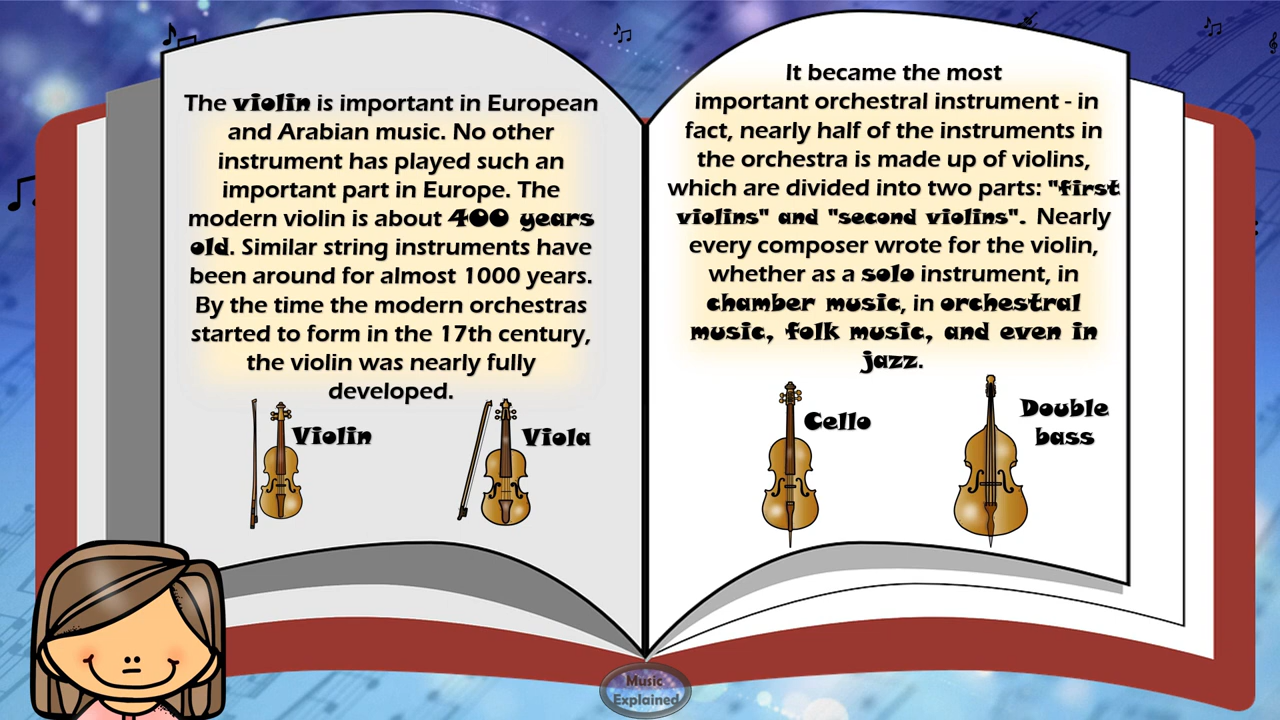 The violin is important in European
and Arabian music. No other
instrument has played such an
important part in Europe. The
modern violin is about 400 years
old. Similar string instruments have
been around for almost 1000 years.
By the time the modern orchestras
started to form in the 17th century,
the violin was nearly fully
developed.
Violin
Viola
It became the most
important orchestral instrument - in
fact, nearly half of the instruments in
the orchestra is made up of violins,
which are divided into two parts: "first
violins" and "second violins". Nearly
every composer wrote for the violin,
whether as a solo instrument, in
chamber music, in orchestral
music, folk music, and even in
jazz.
Cello
Double
bass
Music
Explained